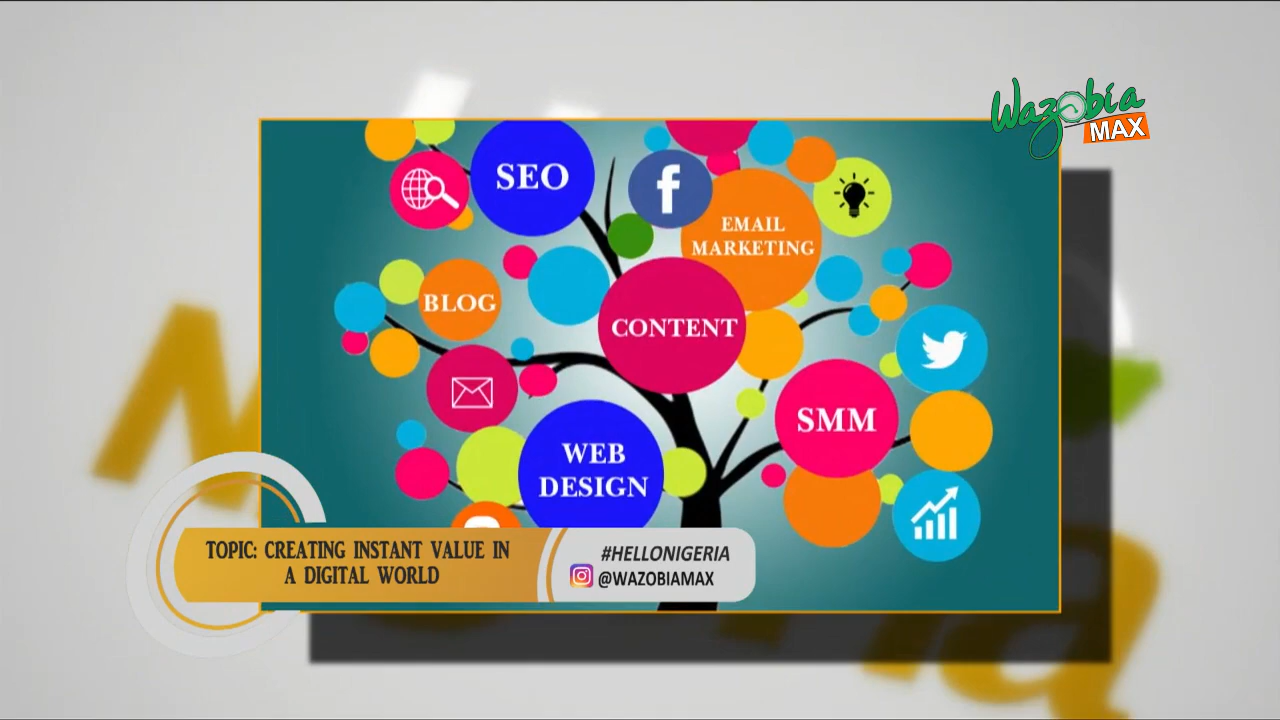 Wazobia
MAX
SEO
f
EMAIL
MARKETING
BLOG
CONTENT
SMM
WEB
DESIGN
TOPIC: CREATING INSTANT VALUE IN
A DIGITAL WORLD
#HELLONIGERIA
@WAZOBIAMAX